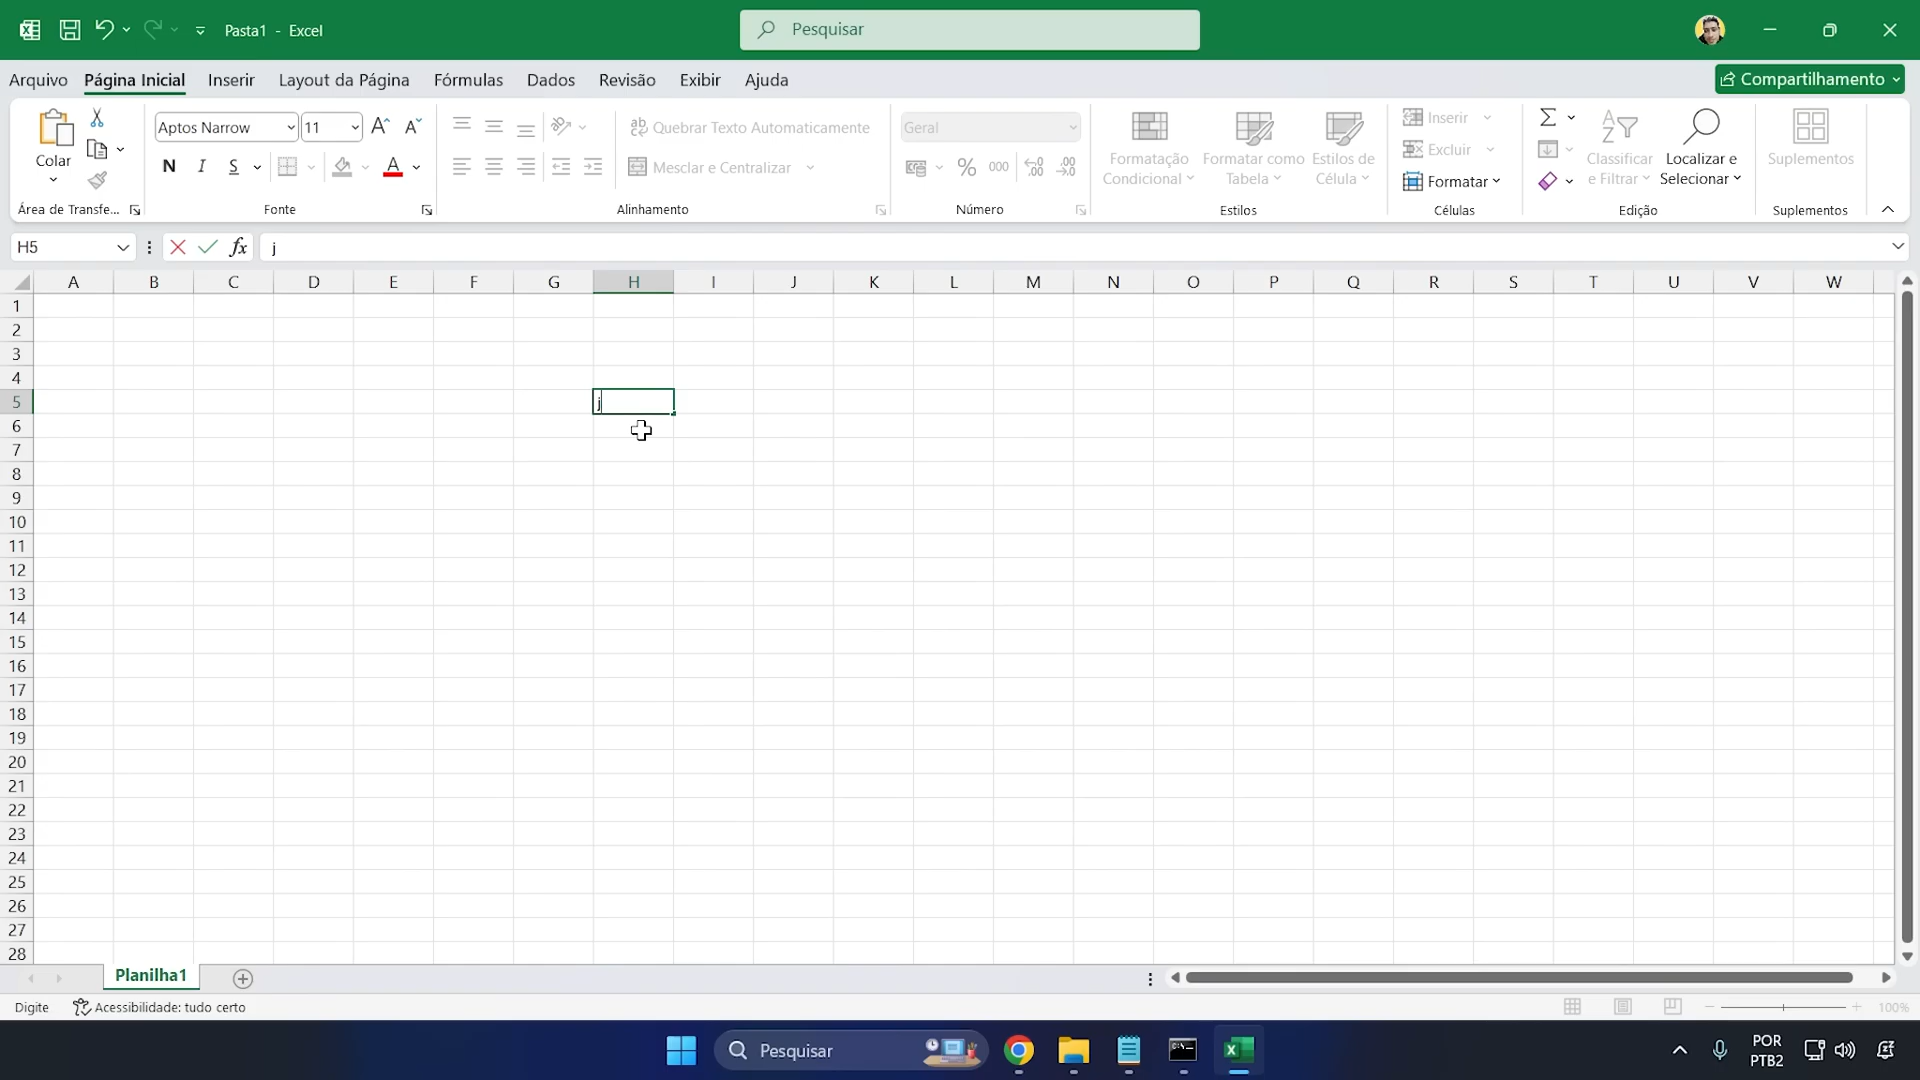 Pasta1 - Excel
Pesquisar
Arquivo Página Inicial Inserir Layout da Página Fórmulas Dados Revisão Exibir Ajuda
Compartilhamento
Colar
Área de Transfe...
Aptos Narrow 11
N I S A
Fonte
Quebrar Texto Automaticamente
Mesclar e Centralizar
Alinhamento
Geral
% 000
Número
Formatação Condicional
Formatar como Tabela
Estilos de Célula
Estilos
Inserir
Excluir
Formatar
Células
Classificar e Filtrar
Localizar e Selecionar
Edição
Suplementos
Suplementos
H5 fx j
A B C D E F G H I J K L M N O P Q R S T U V W
1
2
3
4
5 j
6
7
8
9
10
11
12
13
14
15
16
17
18
19
20
21
22
23
24
25
26
27
28
Planilha1
Digite Acessibilidade: tudo certo 100%
Pesquisar
POR
PTB2